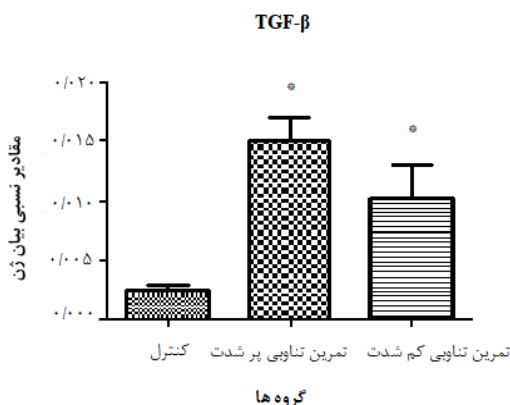 TGF-β
مقادیر نسبی بیان ژن
۰/۰۲۰
۰/۰۱۵
۰/۰۱۰
۰/۰۰۵
۰/۰۰۰
*
*
کنترل
تمرین تناوبی پر شدت
تمرین تناوبی کم شدت
گروه ها